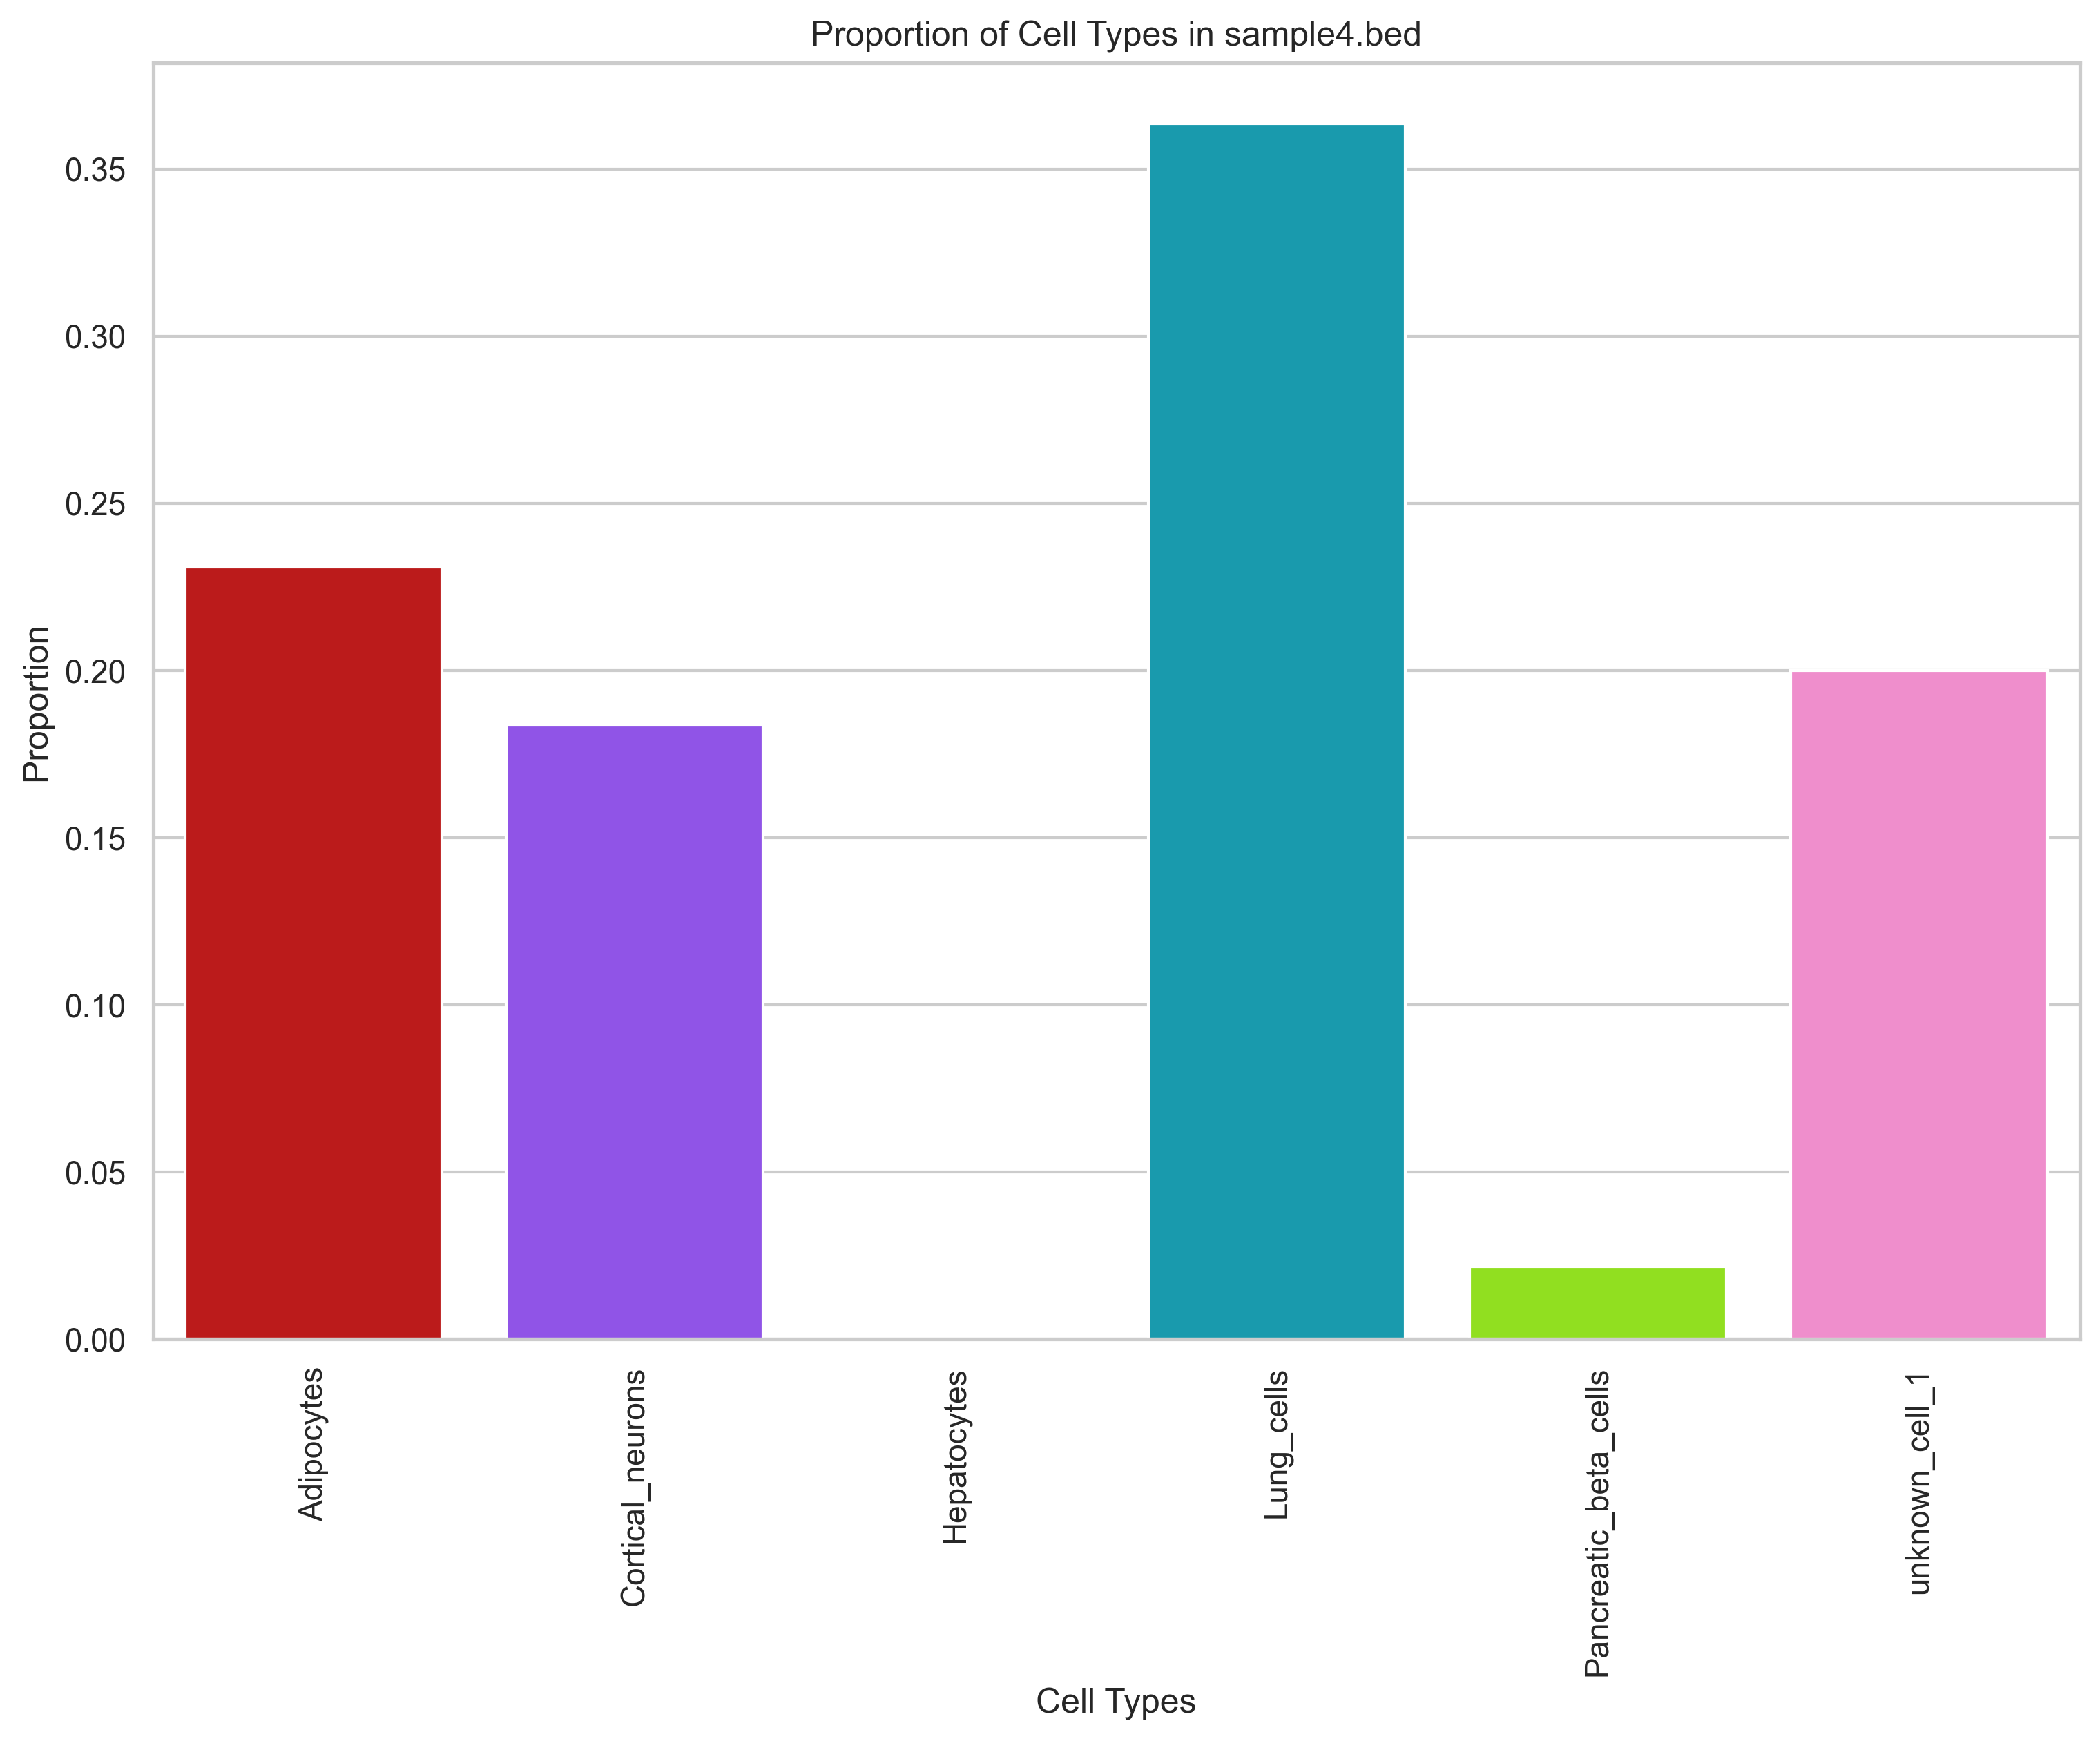 Proportion of Cell Types in sample4.bed
Proportion
0.35
0.30
0.25
0.20
0.15
0.10
0.05
0.00
Adipocytes
Cortical_neurons
Hepatocytes
Lung_cells
Pancreatic_beta_cells
unknown_cell_1
Cell Types